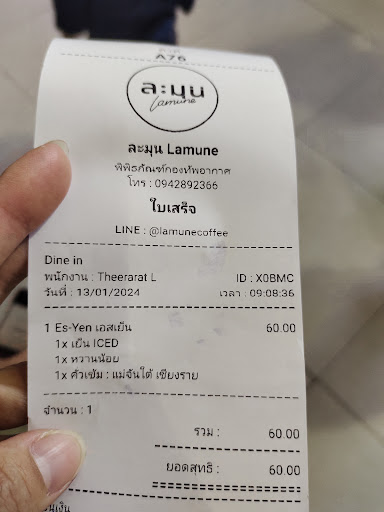 A76
ละมุน
Lamune
ละมุน Lamune
พิพิธภัณฑ์กองทัพอากาศ
โทร : 0942892366
ใบเสร็จ
LINE : @lamunecoffee
Dine in
พนักงาน : Theerarat L ID : X0BMC
วันที่ : 13/01/2024 เวลา : 09:08:36
1 Es-Yen เอสเย็น 60.00
1x เย็น ICED
1x หวานน้อย
1x คั่วเข้ม : แม่จันใต้ เชียงราย
จำนวน : 1
รวม : 60.00
ยอดสุทธิ : 60.00